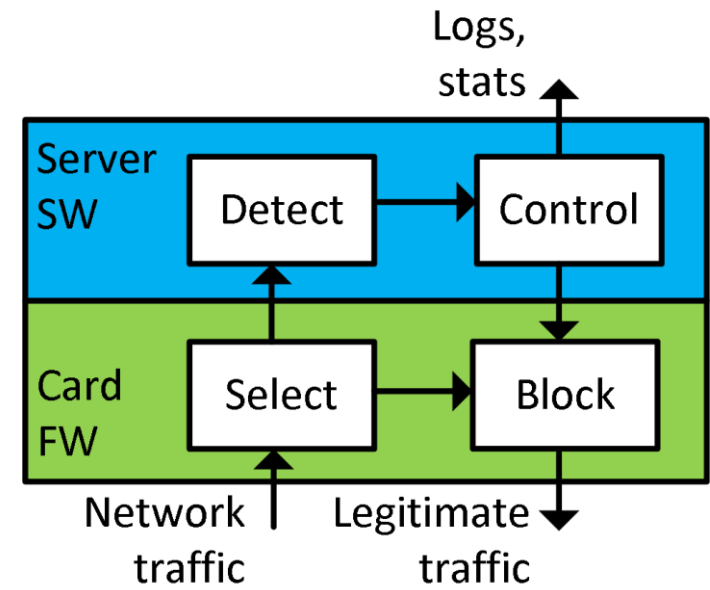 Logs,
stats
Server
SW
Detect
Control
Card
FW
Select
Block
Network
traffic
Legitimate
traffic